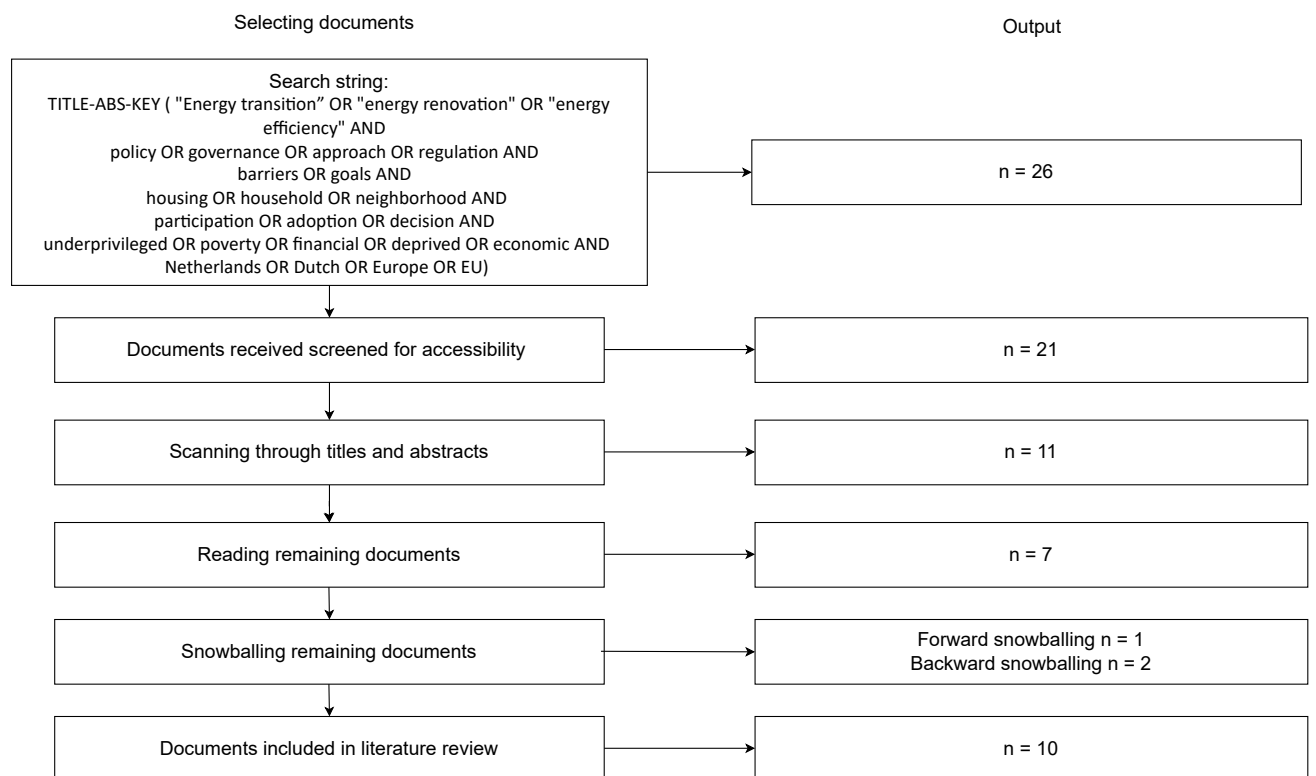 Selecting documents
Output
Search string:
TITLE-ABS-KEY ( "Energy transition” OR "energy renovation" OR "energy
efficiency" AND
policy OR governance OR approach OR regulation AND
barriers OR goals AND
housing OR household OR neighborhood AND
participation OR adoption OR decision AND
underprivileged OR poverty OR financial OR deprived OR economic AND
Netherlands OR Dutch OR Europe OR EU)
n = 26
Documents received screened for accessibility
n = 21
Scanning through titles and abstracts
n = 11
Reading remaining documents
n = 7
Snowballing remaining documents
Forward snowballing n = 1
Backward snowballing n = 2
Documents included in literature review
n = 10